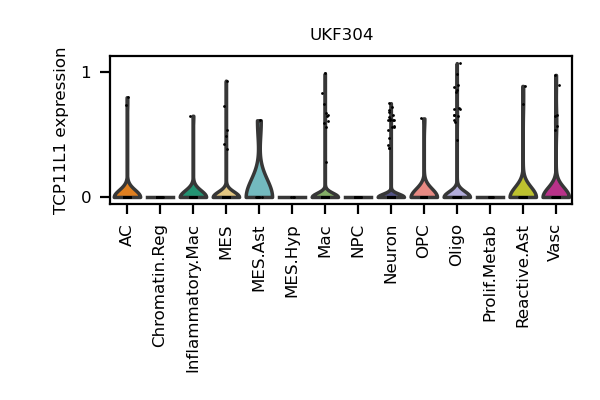 UKF304
TCP11L1 expression
1
0
AC
Chromatin.Reg
Inflammatory.Mac
MES
MES.Ast
MES.Hyp
Mac
NPC
Neuron
OPC
Oligo
Prolif.Metab
Reactive.Ast
Vasc